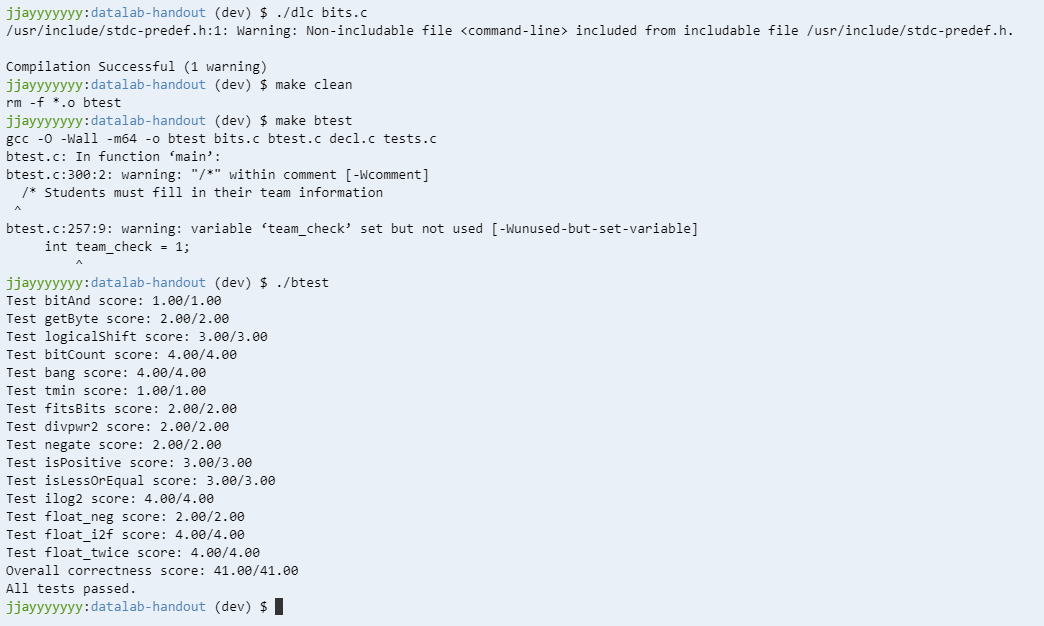 jjayyyyyyy:datalab-handout (dev) $ ./dlc bits.c
/usr/include/stdc-predef.h:1: Warning: Non-includable file <command-line> included from includable file /usr/include/stdc-predef.h.
Compilation Successful (1 warning)
jjayyyyyyy:datalab-handout (dev) $ make clean
rm -f *.o btest
jjayyyyyyy:datalab-handout (dev) $ make btest
gcc -O -Wall -m64 -o btest bits.c btest.c decl.c tests.c
btest.c: In function ‘main’:
btest.c:300:2: warning: "/*" within comment [-Wcomment]
  /* Students must fill in their team information
 ^
btest.c:257:9: warning: variable ‘team_check’ set but not used [-Wunused-but-set-variable]
     int team_check = 1;
         ^
jjayyyyyyy:datalab-handout (dev) $ ./btest
Test bitAnd score: 1.00/1.00
Test getByte score: 2.00/2.00
Test logicalShift score: 3.00/3.00
Test bitCount score: 4.00/4.00
Test bang score: 4.00/4.00
Test tmin score: 1.00/1.00
Test fitsBits score: 2.00/2.00
Test divpwr2 score: 2.00/2.00
Test negate score: 2.00/2.00
Test isPositive score: 3.00/3.00
Test isLessOrEqual score: 3.00/3.00
Test ilog2 score: 4.00/4.00
Test float_neg score: 2.00/2.00
Test float_i2f score: 4.00/4.00
Test float_twice score: 4.00/4.00
Overall correctness score: 41.00/41.00
All tests passed.
jjayyyyyyy:datalab-handout (dev) $